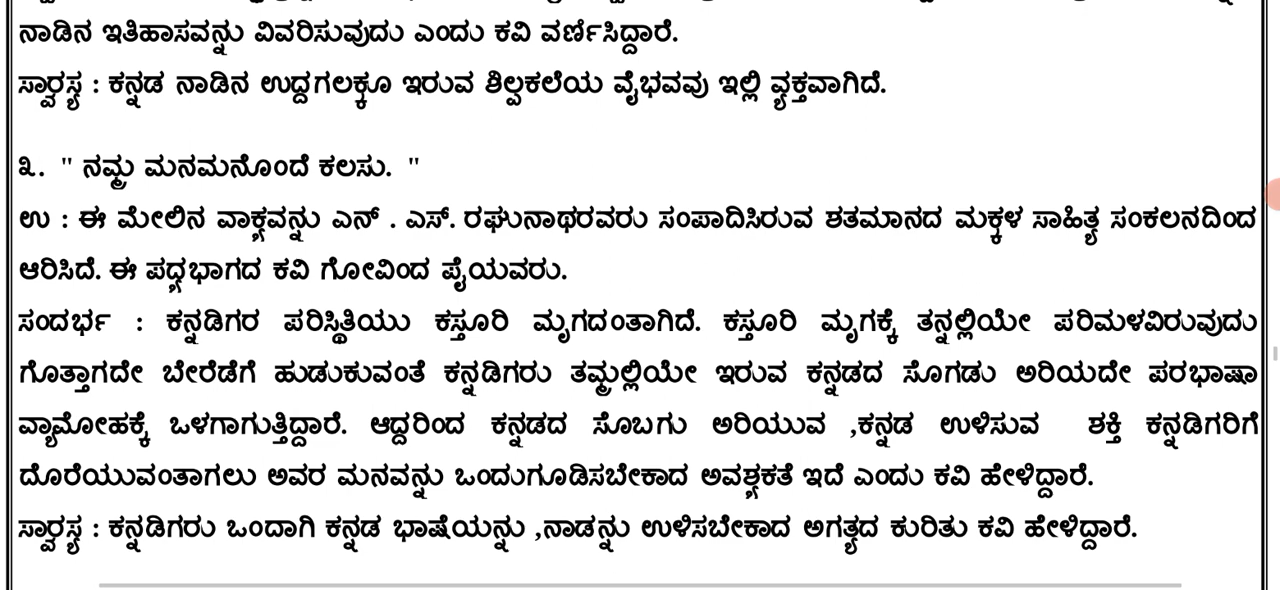 ನಾಡಿನ ಇತಿಹಾಸವನ್ನು ವಿವರಿಸುವುದು ಎಂದು ಕವಿ ವರ್ಣಿಸಿದ್ದಾರೆ.
ಸ್ವಾರಸ್ಯ : ಕನ್ನಡ ನಾಡಿನ ಉದ್ದಗಲಕ್ಕೂ ಇರುವ ಶಿಲ್ಪಕಲೆಯ ವೈಭವವು ಇಲ್ಲಿ ವ್ಯಕ್ತವಾಗಿದೆ.
೩. " ನಮ್ಮ ಮನಮನೊಂದೆ ಕಲಸು. "
ಉ : ಈ ಮೇಲಿನ ವಾಕ್ಯವನ್ನು ಎನ್ . ಎಸ್. ರಘುನಾಥರವರು ಸಂಪಾದಿಸಿರುವ ಶತಮಾನದ ಮಕ್ಕಳ ಸಾಹಿತ್ಯ ಸಂಕಲನದಿಂದ
ಆರಿಸಿದೆ. ಈ ಪದ್ಯಭಾಗದ ಕವಿ ಗೋವಿಂದ ಪೈಯವರು.
ಸಂದರ್ಭ : ಕನ್ನಡಿಗರ ಪರಿಸ್ಥಿತಿಯು ಕಸ್ತೂರಿ ಮೃಗದಂತಾಗಿದೆ. ಕಸ್ತೂರಿ ಮೃಗಕ್ಕೆ ತನ್ನಲ್ಲಿಯೇ ಪರಿಮಳವಿರುವುದು
ಗೊತ್ತಾಗದೇ ಬೇರೆಡೆಗೆ ಹುಡುಕುವಂತೆ ಕನ್ನಡಿಗರು ತಮ್ಮಲ್ಲಿಯೇ ಇರುವ ಕನ್ನಡದ ಸೊಗಡು ಅರಿಯದೇ ಪರಭಾಷಾ
ವ್ಯಾಮೋಹಕ್ಕೆ ಒಳಗಾಗುತ್ತಿದ್ದಾರೆ. ಆದ್ದರಿಂದ ಕನ್ನಡದ ಸೊಬಗು ಅರಿಯುವ ,ಕನ್ನಡ ಉಳಿಸುವ ಶಕ್ತಿ ಕನ್ನಡಿಗರಿಗೆ
ದೊರೆಯುವಂತಾಗಲು ಅವರ ಮನವನ್ನು ಒಂದುಗೂಡಿಸಬೇಕಾದ ಅವಶ್ಯಕತೆ ಇದೆ ಎಂದು ಕವಿ ಹೇಳಿದ್ದಾರೆ.
ಸ್ವಾರಸ್ಯ : ಕನ್ನಡಿಗರು ಒಂದಾಗಿ ಕನ್ನಡ ಭಾಷೆಯನ್ನು ,ನಾಡನ್ನು ಉಳಿಸಬೇಕಾದ ಅಗತ್ಯದ ಕುರಿತು ಕವಿ ಹೇಳಿದ್ದಾರೆ.